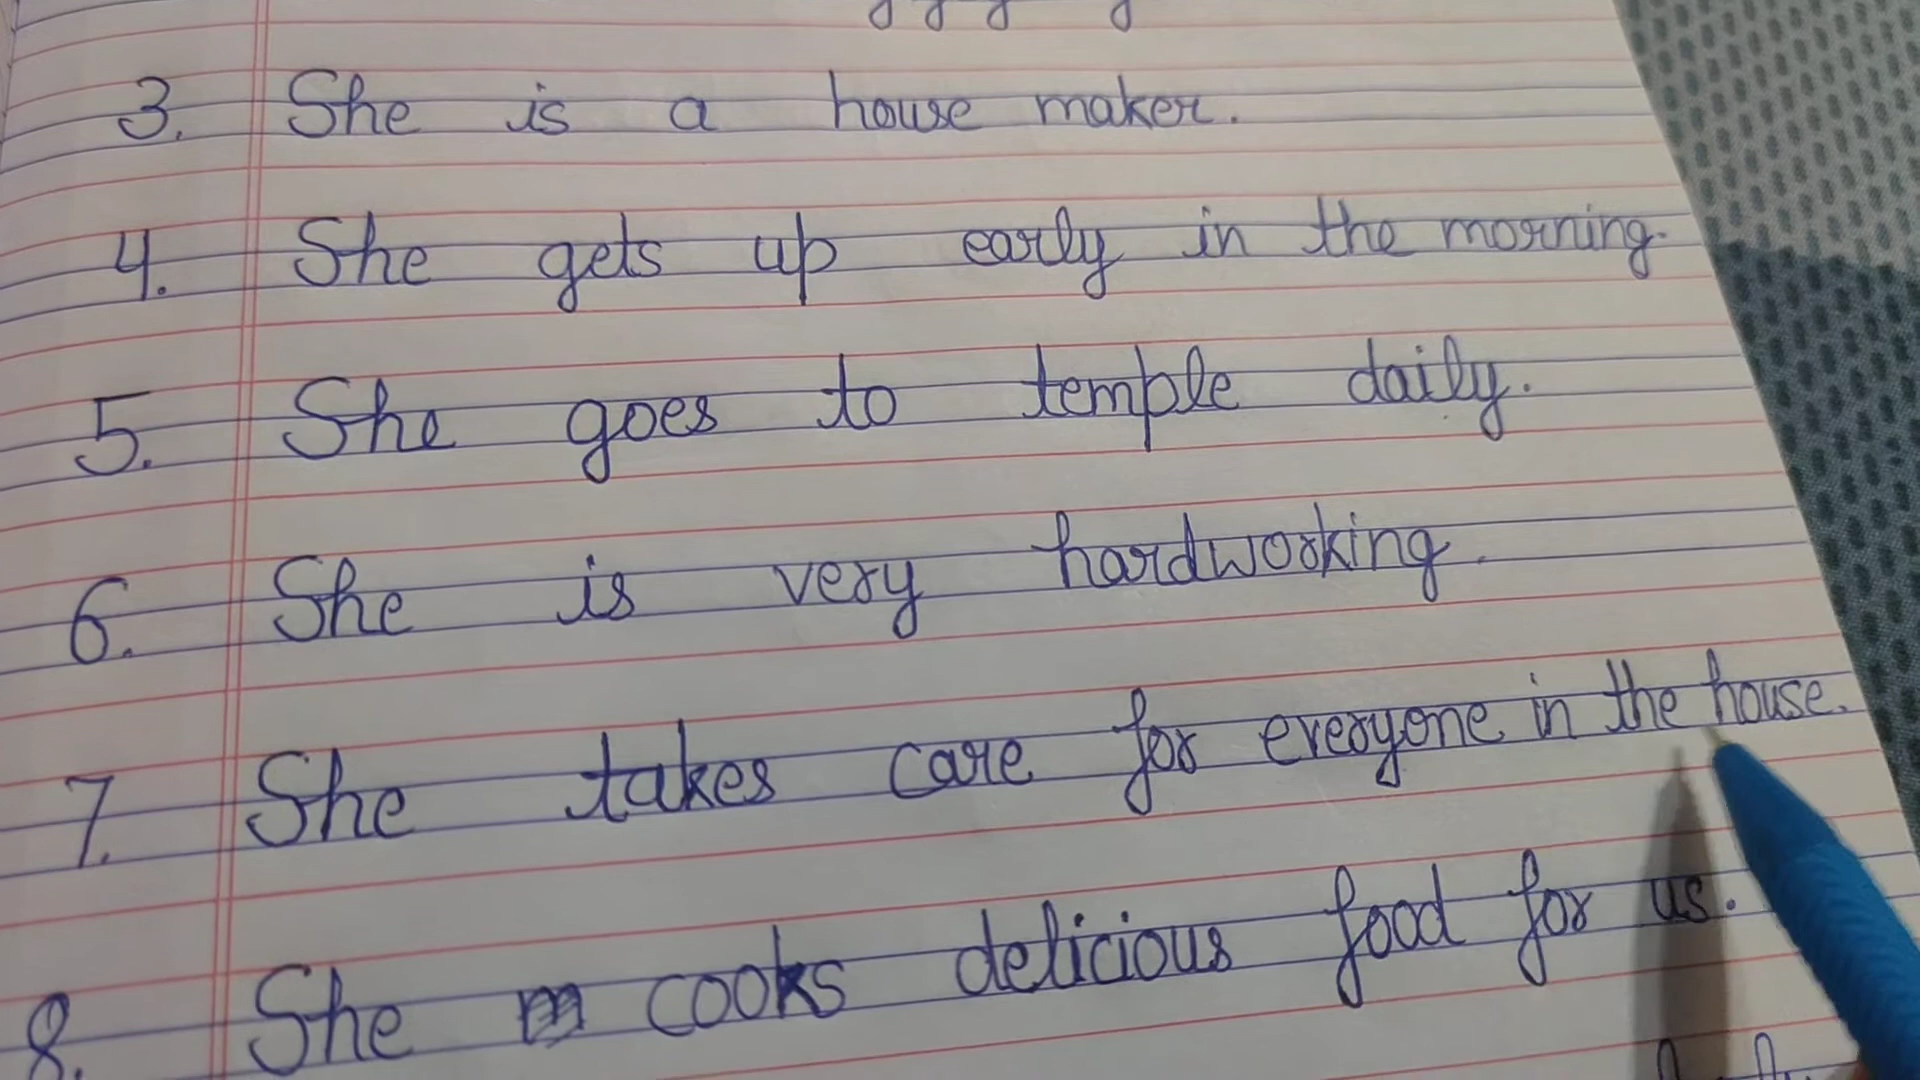 3. She is a house maker.
4. She gets up early in the morning.
5. She goes to temple daily.
6. She is very hardworking.
7. She takes care for everyone in the house.
8. She cooks delicious food for us.